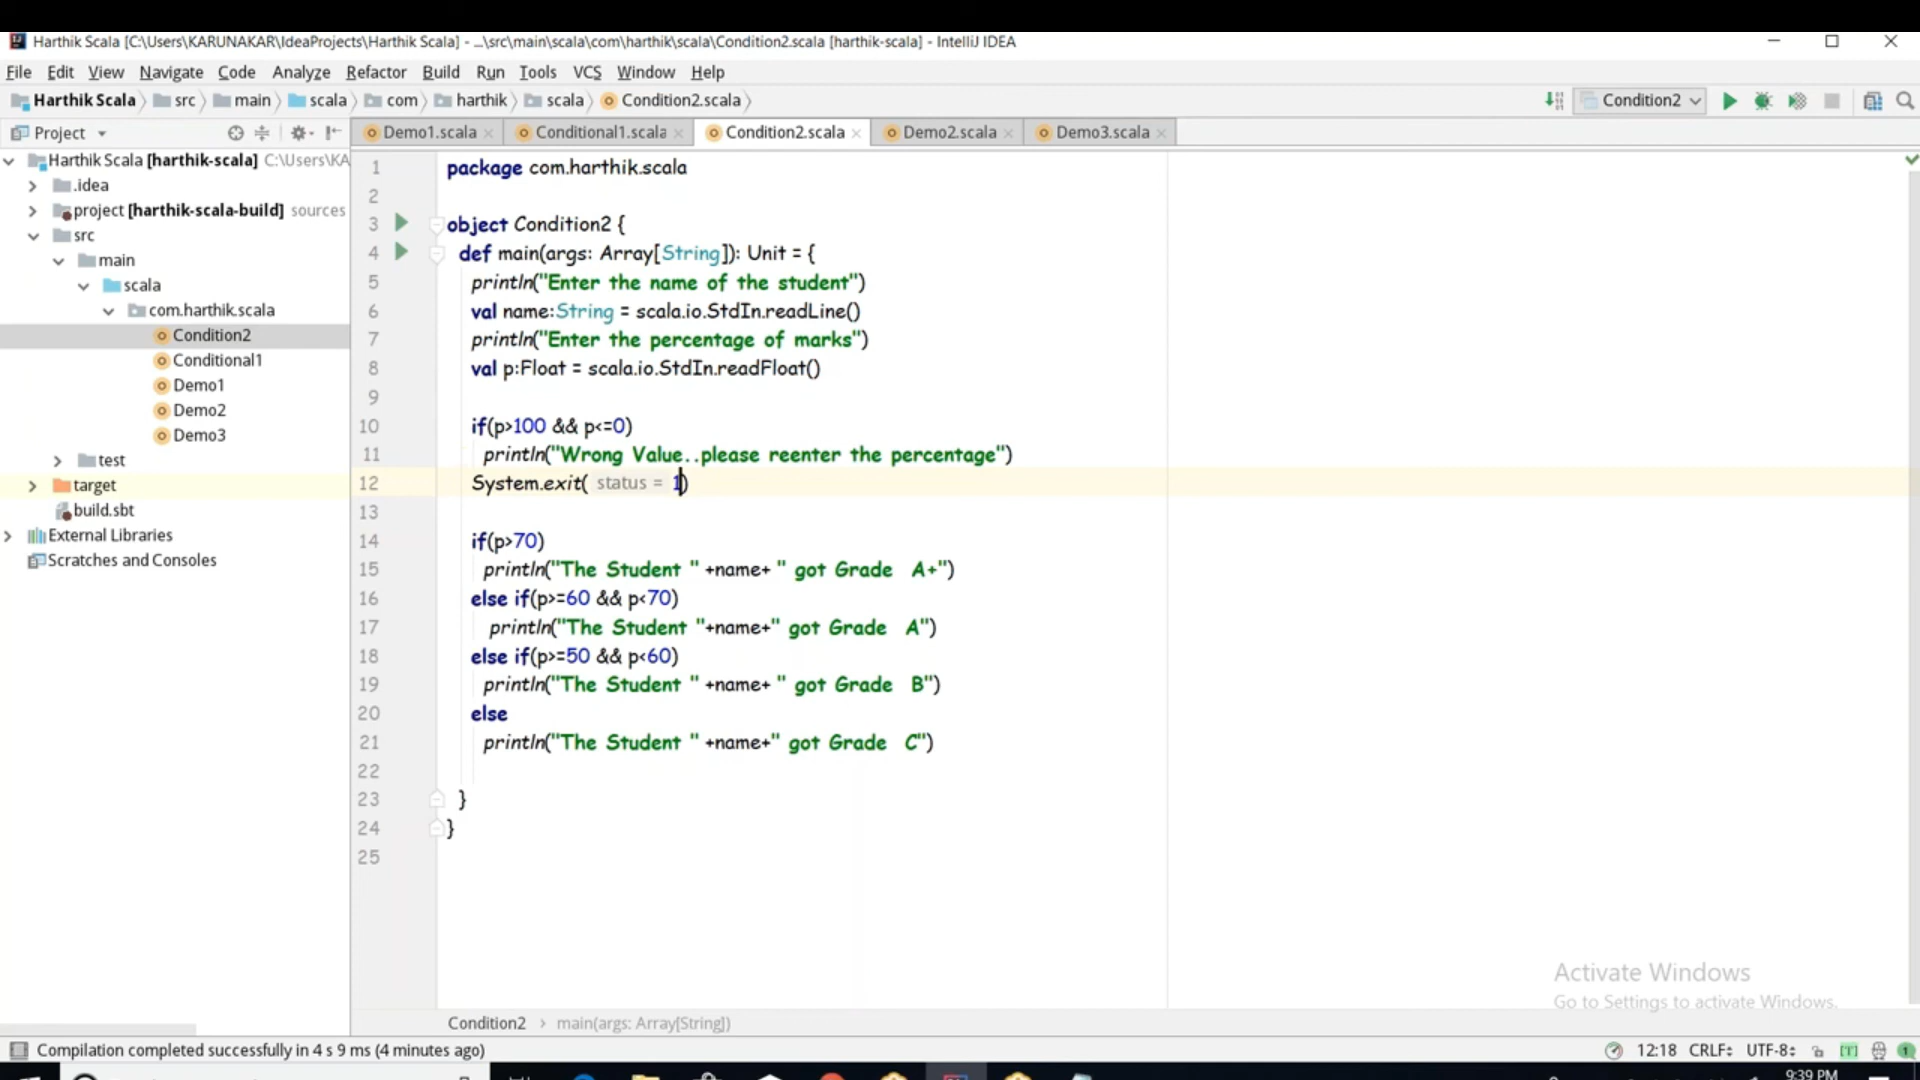 Harthik Scala [C:\Users\KARUNAKAR\IdeaProjects\Harthik Scala] - ...\src\main\scala\com\harthik\scala\Condition2.scala [harthik-scala] - IntelliJ IDEA
File Edit View Navigate Code Analyze Refactor Build Run Tools VCS Window Help
Harthik Scala src main scala com harthik scala Condition2.scala Condition2
Project Demo1.scala Conditional1.scala Condition2.scala Demo2.scala Demo3.scala
Harthik Scala [harthik-scala] C:\Users\KA
.idea
project [harthik-scala-build] sources
src
main
scala
com.harthik.scala
Condition2
Conditional1
Demo1
Demo2
Demo3
test
target
build.sbt
External Libraries
Scratches and Consoles
1 package com.harthik.scala
2
3 object Condition2 {
4 def main(args: Array[String]): Unit = {
5 println("Enter the name of the student")
6 val name:String = scala.io.StdIn.readLine()
7 println("Enter the percentage of marks")
8 val p:Float = scala.io.StdIn.readFloat()
9
10 if(p>100 && p<=0)
11 println("Wrong Value..please reenter the percentage")
12 System.exit( status = 1)
13
14 if(p>70)
15 println("The Student " +name+ " got Grade  A+")
16 else if(p>=60 && p<70)
17 println("The Student "+name+" got Grade  A")
18 else if(p>=50 && p<60)
19 println("The Student " +name+ " got Grade  B")
20 else
21 println("The Student " +name+" got Grade  C")
22
23 }
24 }
25
Activate Windows
Go to Settings to activate Windows.
Condition2 > main(args: Array[String])
Compilation completed successfully in 4 s 9 ms (4 minutes ago) 12:18 CRLF: UTF-8: [T] 1
9:39 PM